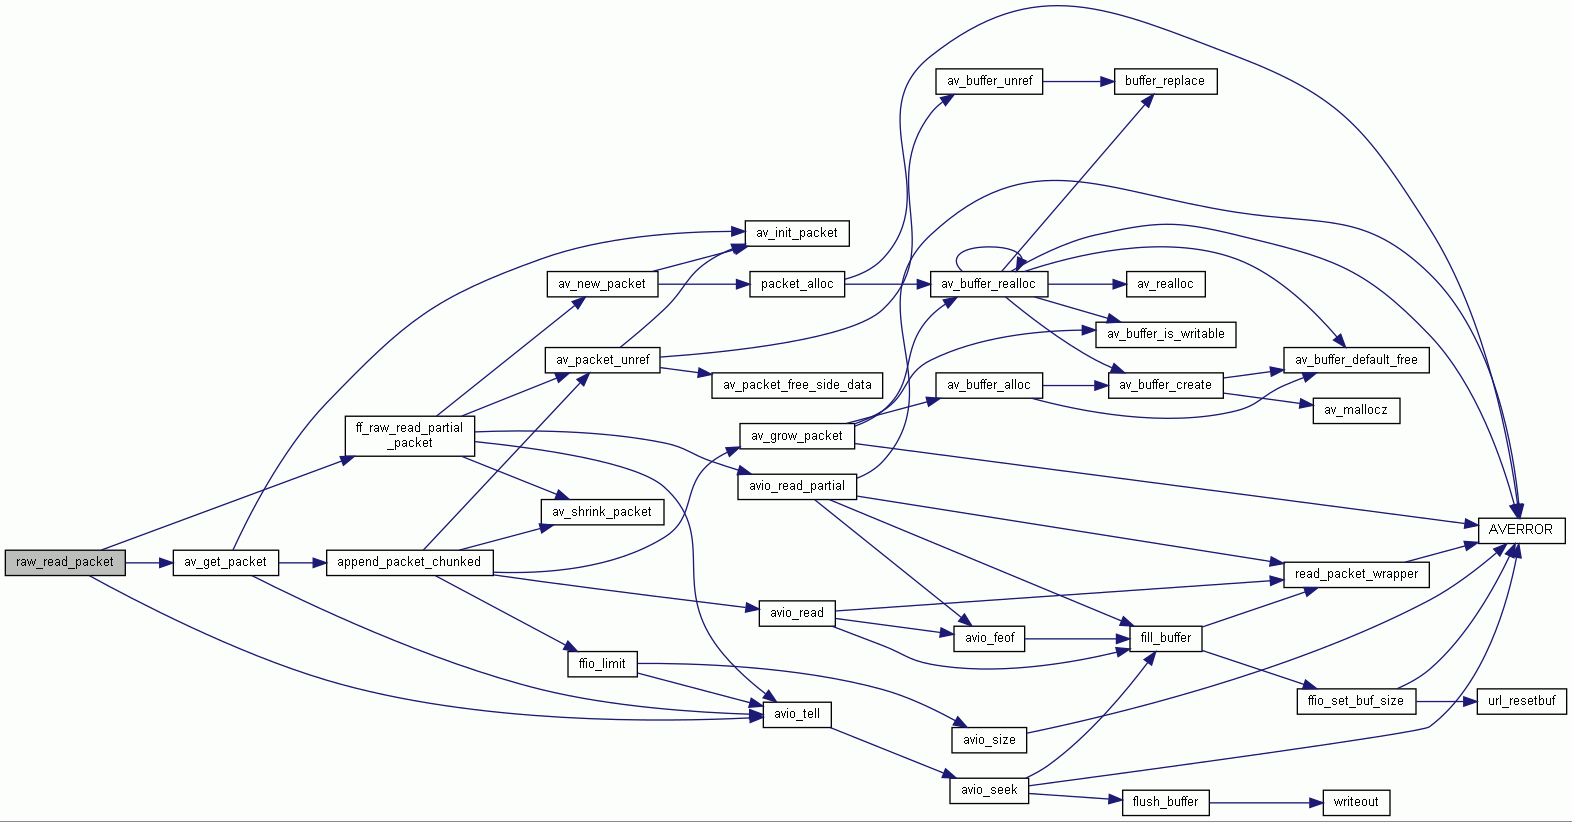 av_buffer_unref
buffer_replace
av_init_packet
av_new_packet
packet_alloc
av_buffer_realloc
av_realloc
av_buffer_is_writable
av_packet_unref
av_buffer_default_free
av_packet_free_side_data
av_buffer_alloc
av_buffer_create
av_mallocz
ff_raw_read_partial
_packet
av_grow_packet
avio_read_partial
av_shrink_packet
AVERROR
raw_read_packet
av_get_packet
append_packet_chunked
read_packet_wrapper
avio_read
avio_feof
fill_buffer
ffio_limit
ffio_set_buf_size
url_resetbuf
avio_tell
avio_size
avio_seek
flush_buffer
writeout